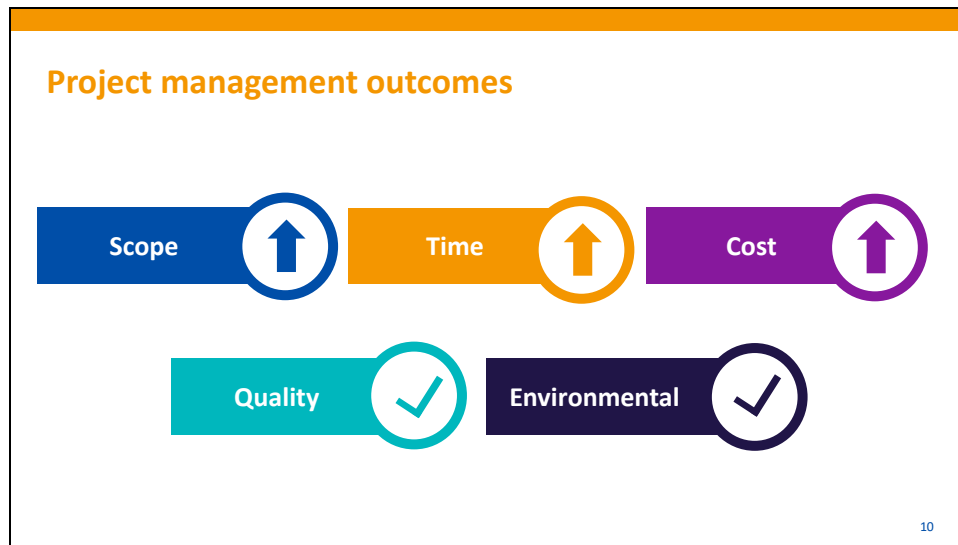 Project management outcomes
Scope
Time
Cost
Quality
Environmental
10